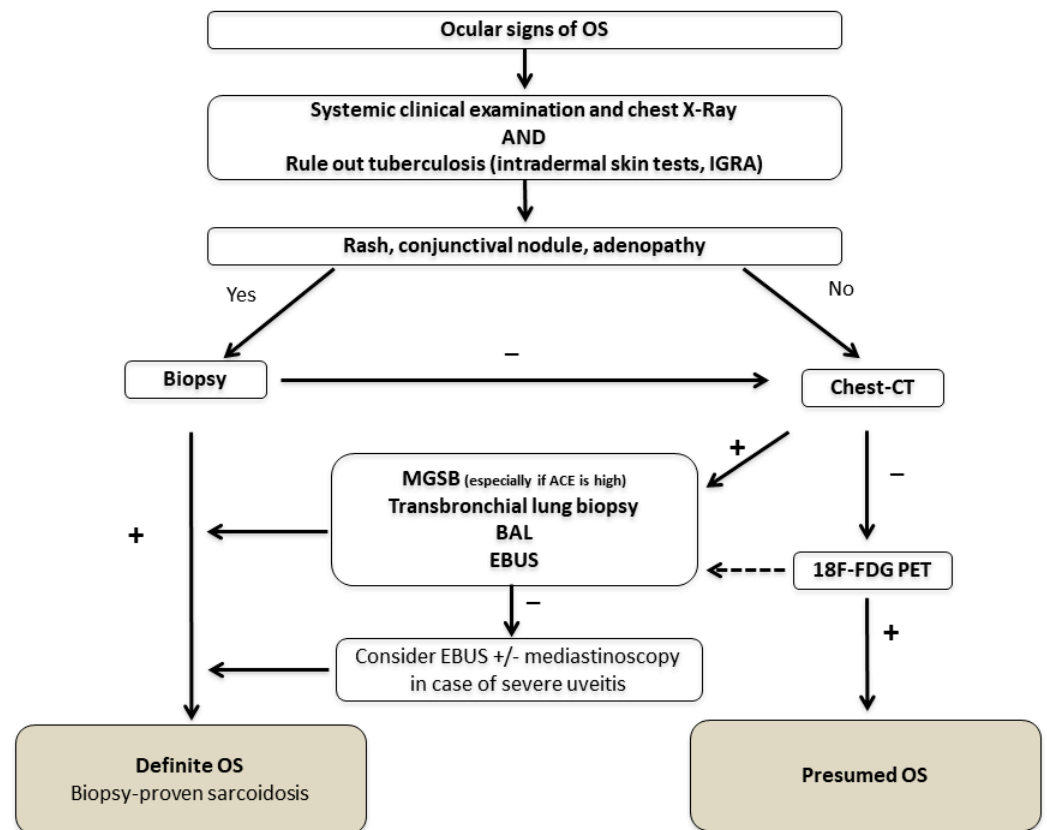 Ocular signs of OS
Systemic clinical examination and chest X-Ray
AND
Rule out tuberculosis (intradermal skin tests, IGRA)
Rash, conjunctival nodule, adenopathy
Yes
No
Biopsy
–
Chest-CT
+
–
MGSB (especially if ACE is high)
Transbronchial lung biopsy
BAL
EBUS
+
18F-FDG PET
–
+
Consider EBUS +/- mediastinoscopy
in case of severe uveitis
Definite OS
Biopsy-proven sarcoidosis
Presumed OS